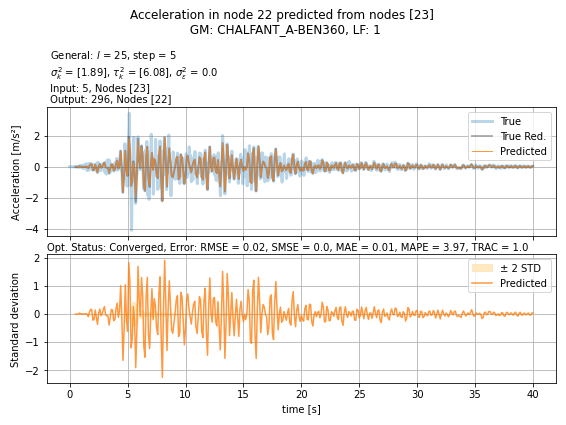 Acceleration in node 22 predicted from nodes [23]
GM: CHALFANT_A-BEN360, LF: 1
General: l = 25, step = 5
σ²ₖ = [1.89], τ²ₖ = [6.08], σ²ε = 0.0
Input: 5, Nodes [23]
Output: 296, Nodes [22]
Acceleration [m/s²]
2
0
−2
−4
True
True Red.
Predicted
Opt. Status: Converged, Error: RMSE = 0.02, SMSE = 0.0, MAE = 0.01, MAPE = 3.97, TRAC = 1.0
Standard deviation
2
1
0
−1
−2
± 2 STD
Predicted
0 5 10 15 20 25 30 35 40
time [s]